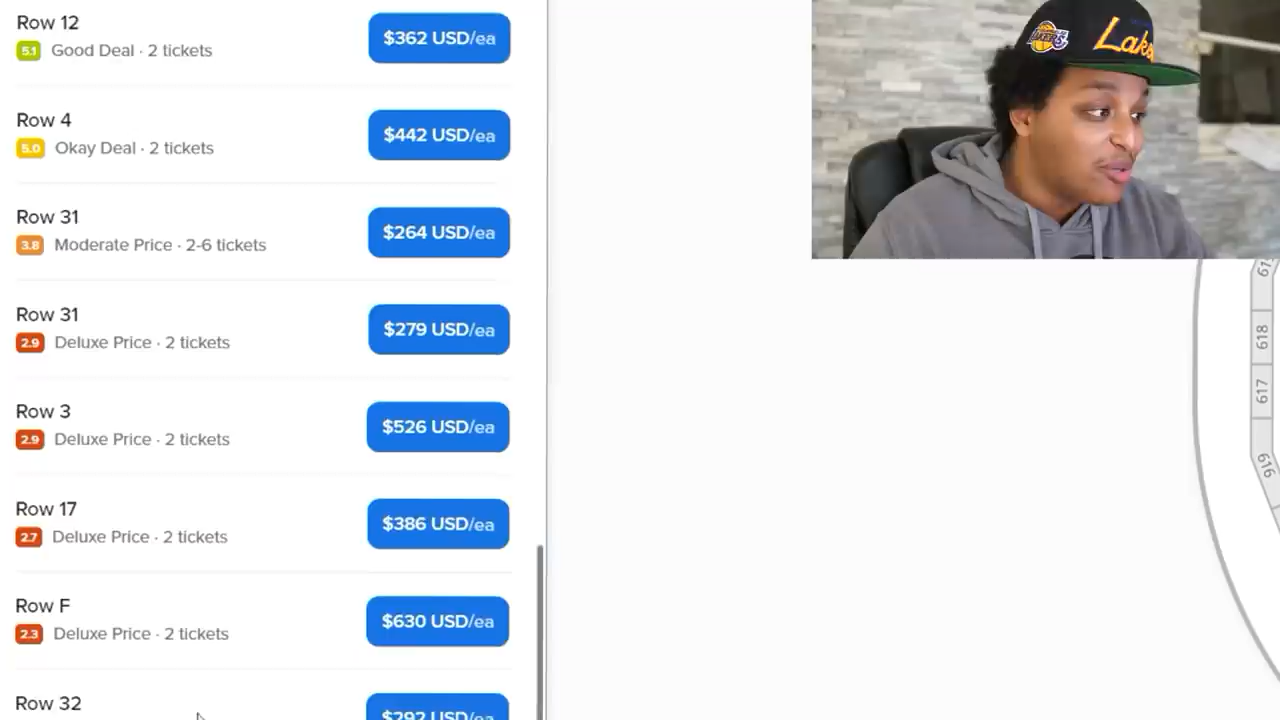 Row 12
5.1 Good Deal · 2 tickets
$362 USD/ea
Row 4
5.0 Okay Deal · 2 tickets
$442 USD/ea
Row 31
3.8 Moderate Price · 2-6 tickets
$264 USD/ea
Row 31
2.9 Deluxe Price · 2 tickets
$279 USD/ea
Row 3
2.9 Deluxe Price · 2 tickets
$526 USD/ea
Row 17
2.7 Deluxe Price · 2 tickets
$386 USD/ea
Row F
2.3 Deluxe Price · 2 tickets
$630 USD/ea
Row 32
$292 USD/ea
LAKERS
618
617
616